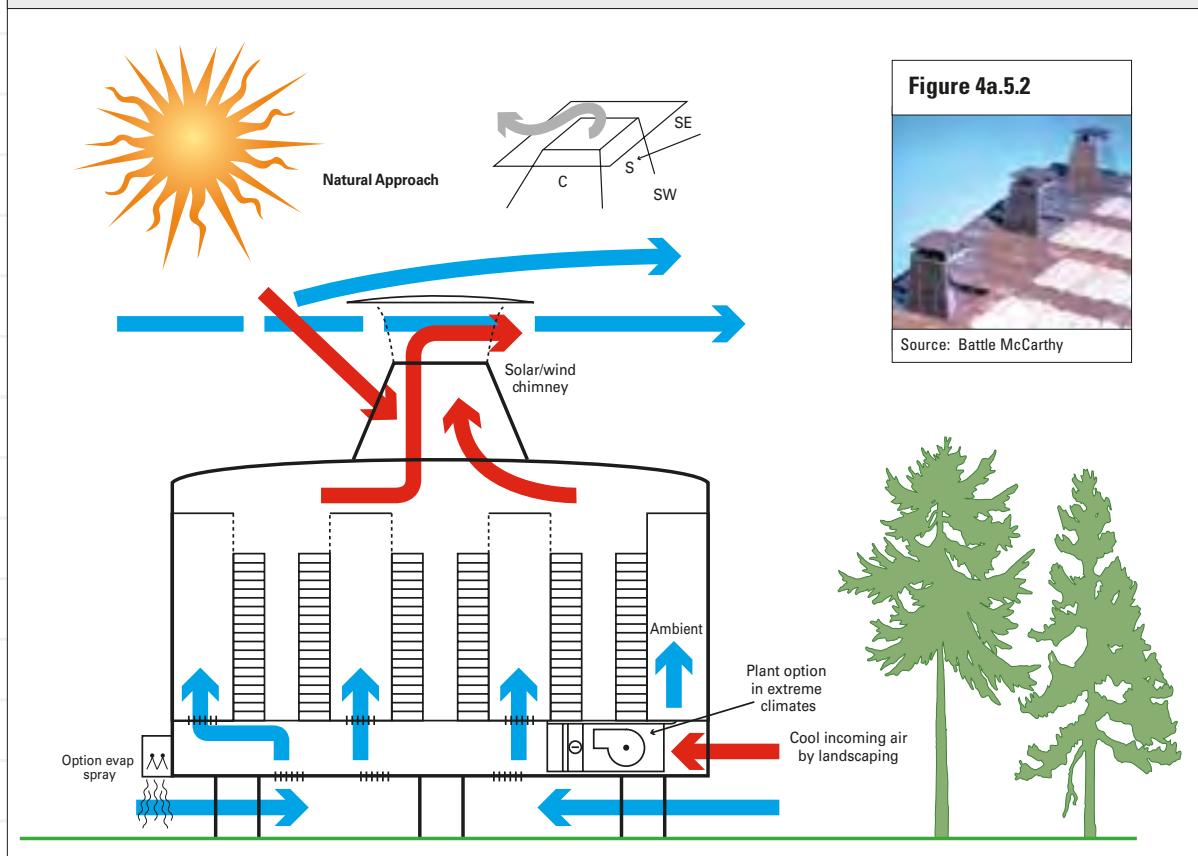 Figure 4a.5.2
Source: Battle McCarthy
Natural Approach
SE
S
C
SW
Solar/wind
chimney
Ambient
Plant option
in extreme
climates
Cool incoming air
by landscaping
Option evap
spray